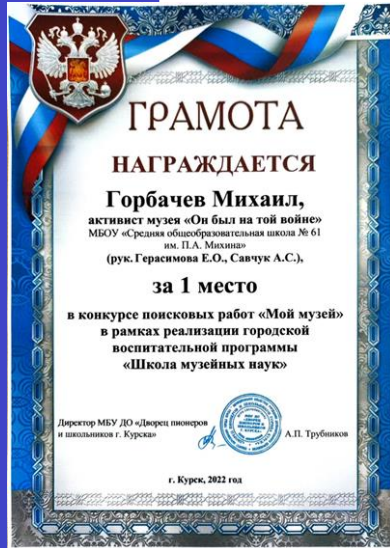 ГРАМОТА
НАГРАЖДАЕТСЯ
Горбачев Михаил,
активист музея «Он был на той войне»
МБОУ «Средняя общеобразовательная школа № 61
им. П.А. Михина»
(рук. Герасимова Е.О., Савчук А.С.),
за 1 место
в конкурсе поисковых работ «Мой музей»
в рамках реализации городской
воспитательной программы
«Школа музейных наук»
Директор МБУ ДО «Дворец пионеров
и школьников г. Курска»
А.П. Трубников
г. Курск, 2022 год